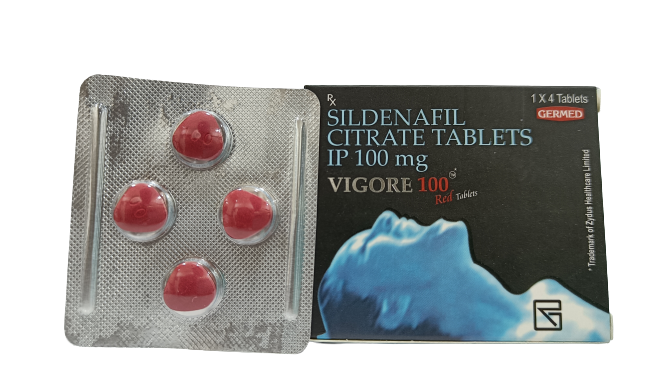 Rx
1 X 4 Tablets
GERMED
SILDENAFIL
CITRATE TABLETS
IP 100 mg
VIGORE 100™
Red Tablets
* Trademark of Zydus Healthcare Limited